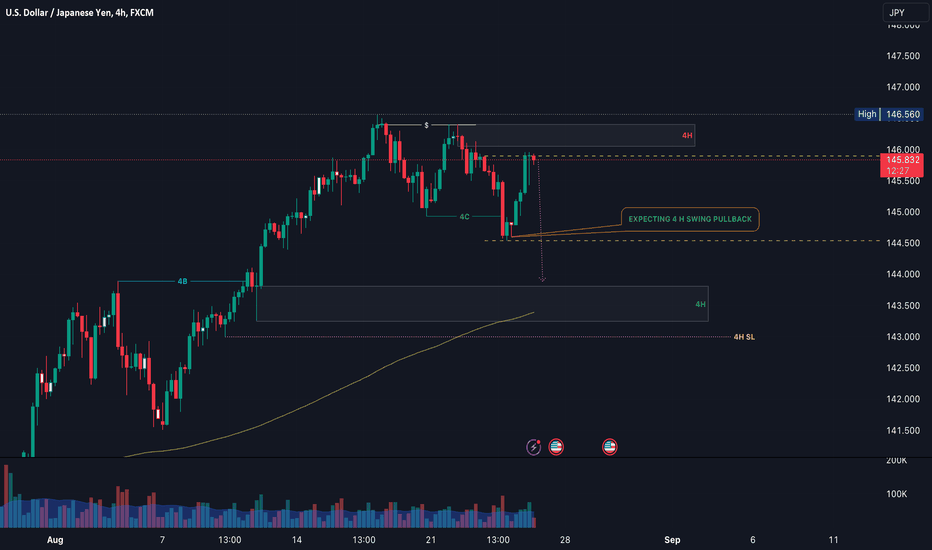 U.S. Dollar / Japanese Yen, 4h, FXCM
JPY
148.000
147.500
147.000
High 146.560
$
4H
146.000
145.832
12:27
145.500
145.000
4C
EXPECTING 4 H SWING PULLBACK
144.500
144.000
4B
4H
143.500
143.000
4H SL
142.500
142.000
141.500
200K
100K
Aug 7 13:00 14 13:00 21 13:00 28 Sep 6 11